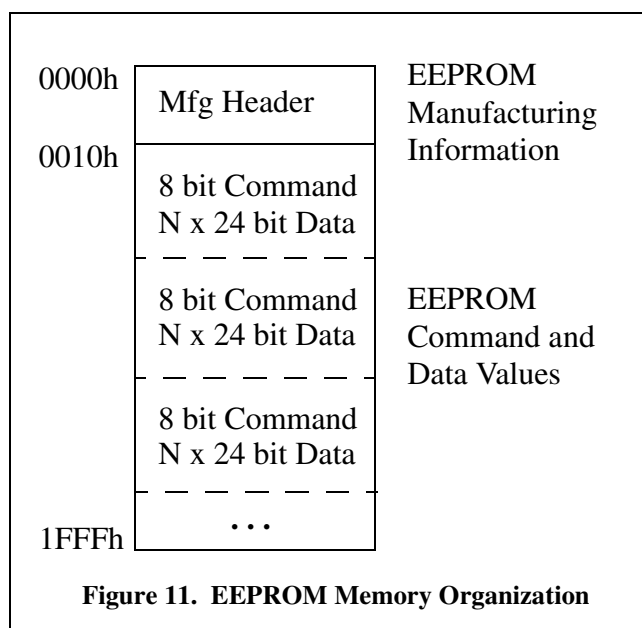 0000h
Mfg Header
EEPROM
Manufacturing
Information
0010h
8 bit Command
N x 24 bit Data
8 bit Command
N x 24 bit Data
EEPROM
Command and
Data Values
8 bit Command
N x 24 bit Data
...
1FFFh
Figure 11. EEPROM Memory Organization